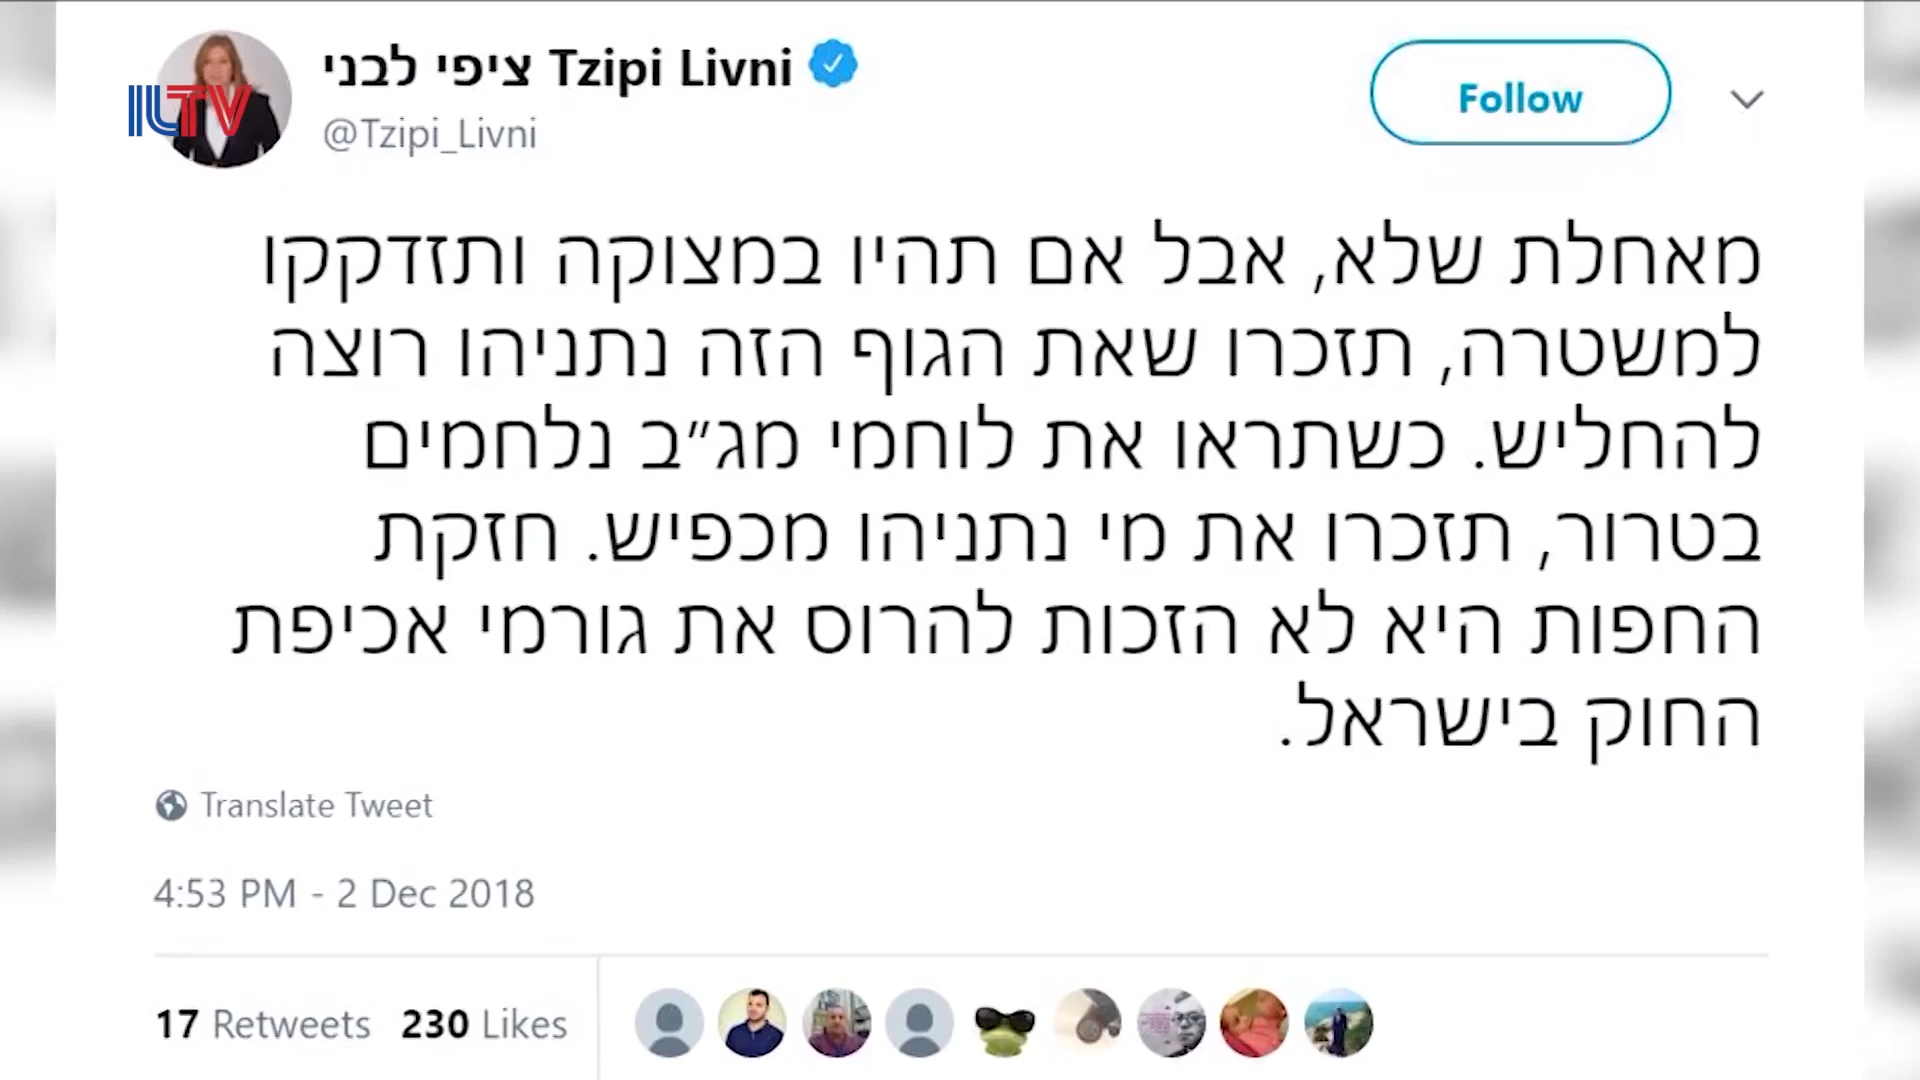 ציפי לבני Tzipi Livni
ILTV
Follow
@Tzipi_Livni
מאחלת שלא, אבל אם תהיו במצוקה ותזדקקו
למשטרה, תזכרו שאת הגוף הזה נתניהו רוצה
להחליש. כשתראו את לוחמי מג״ב נלחמים
בטרור, תזכרו את מי נתניהו מכפיש. חזקת
החפות היא לא הזכות להרוס את גורמי אכיפת
החוק בישראל.
Translate Tweet
4:53 PM - 2 Dec 2018
17 Retweets 230 Likes